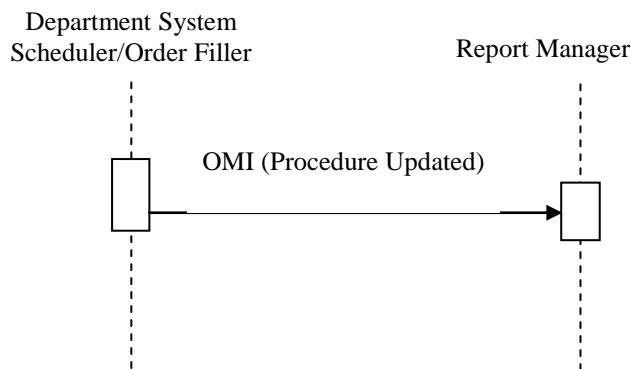 Department System
Scheduler/Order Filler
Report Manager
OMI (Procedure Updated)